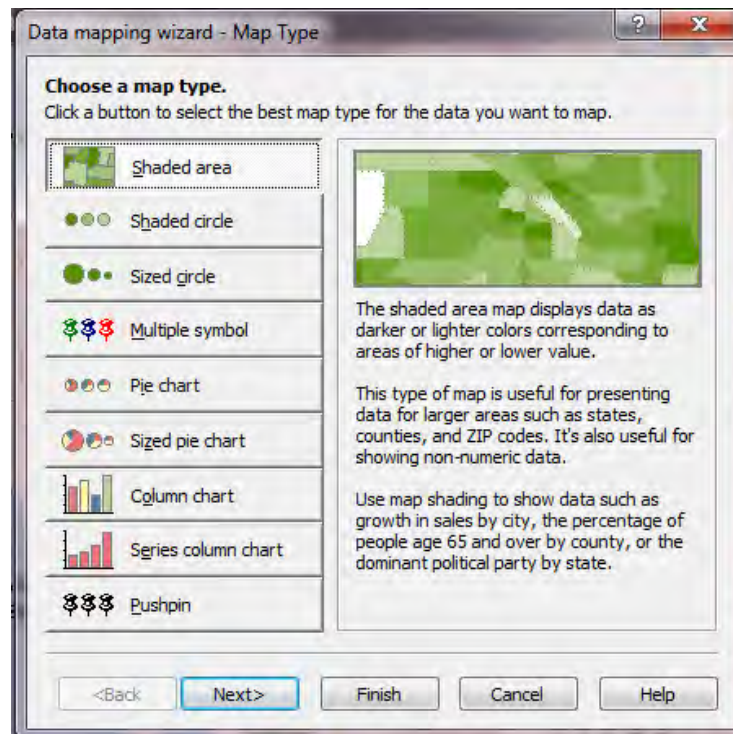 Data mapping wizard - Map Type
?
X
Choose a map type.
Click a button to select the best map type for the data you want to map.
Shaded area
Shaded circle
Sized circle
Multiple symbol
Pie chart
Sized pie chart
Column chart
Series column chart
Pushpin
The shaded area map displays data as
darker or lighter colors corresponding to
areas of higher or lower value.
This type of map is useful for presenting
data for larger areas such as states,
counties, and ZIP codes. It's also useful for
showing non-numeric data.
Use map shading to show data such as
growth in sales by city, the percentage of
people age 65 and over by county, or the
dominant political party by state.
<Back
Next>
Finish
Cancel
Help